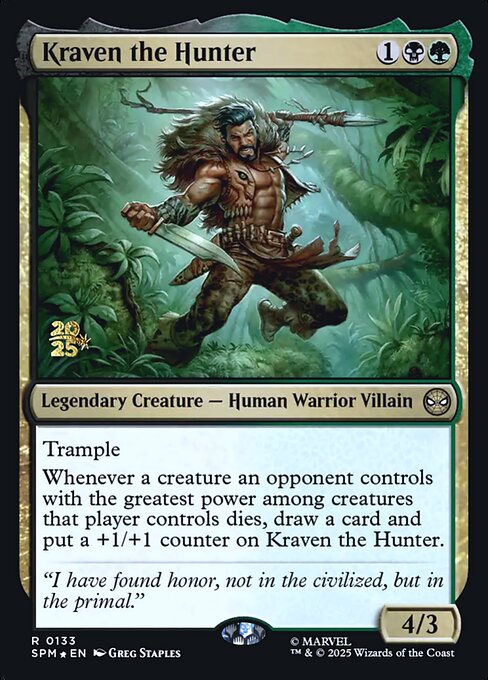 Kraven the Hunter 1
20
25
Legendary Creature — Human Warrior Villain
Trample
Whenever a creature an opponent controls
with the greatest power among creatures
that player controls dies, draw a card and
put a +1/+1 counter on Kraven the Hunter.
“I have found honor, not in the civilized, but in
the primal.”
4/3
R 0133
SPM★EN Greg Staples
© MARVEL
™ & © 2025 Wizards of the Coast